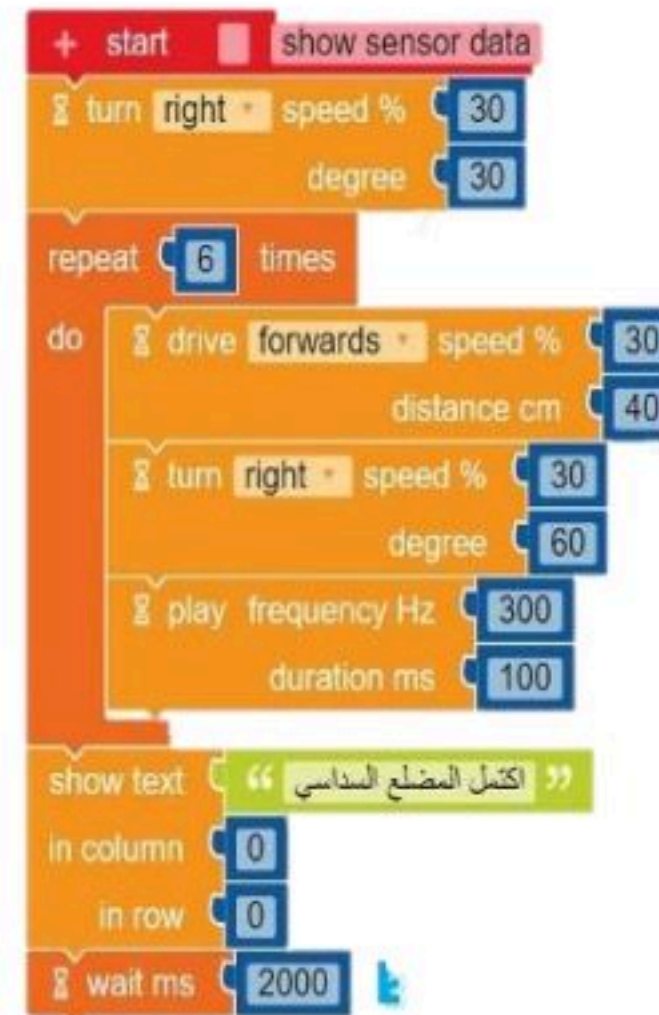 + start show sensor data
turn right speed % 30
degree 30
repeat 6 times
do drive forwards speed % 30
distance cm 40
turn right speed % 30
degree 60
play frequency Hz 300
duration ms 100
show text “ اكتمل المضلع السداسي ”
in column 0
in row 0
wait ms 2000